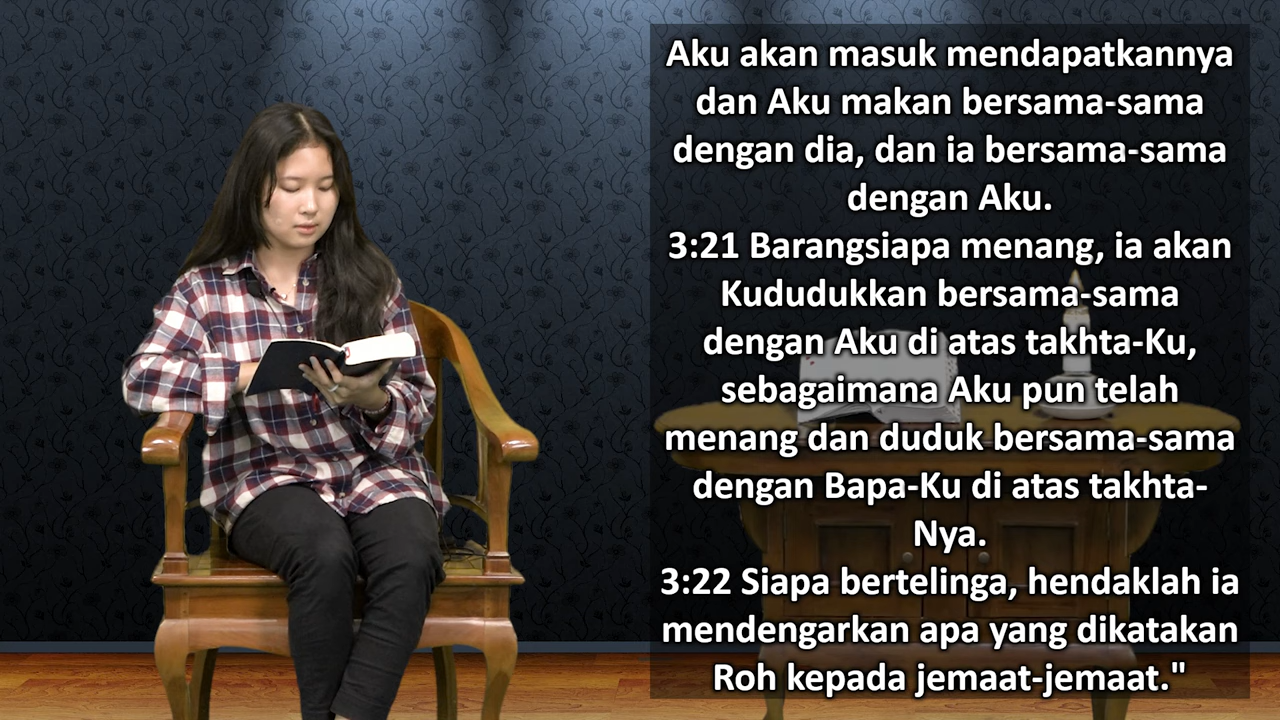 Aku akan masuk mendapatkannya
dan Aku makan bersama-sama
dengan dia, dan ia bersama-sama
dengan Aku.
3:21 Barangsiapa menang, ia akan
Kududukkan bersama-sama
dengan Aku di atas takhta-Ku,
sebagaimana Aku pun telah
menang dan duduk bersama-sama
dengan Bapa-Ku di atas takhta-
Nya.
3:22 Siapa bertelinga, hendaklah ia
mendengarkan apa yang dikatakan
Roh kepada jemaat-jemaat."